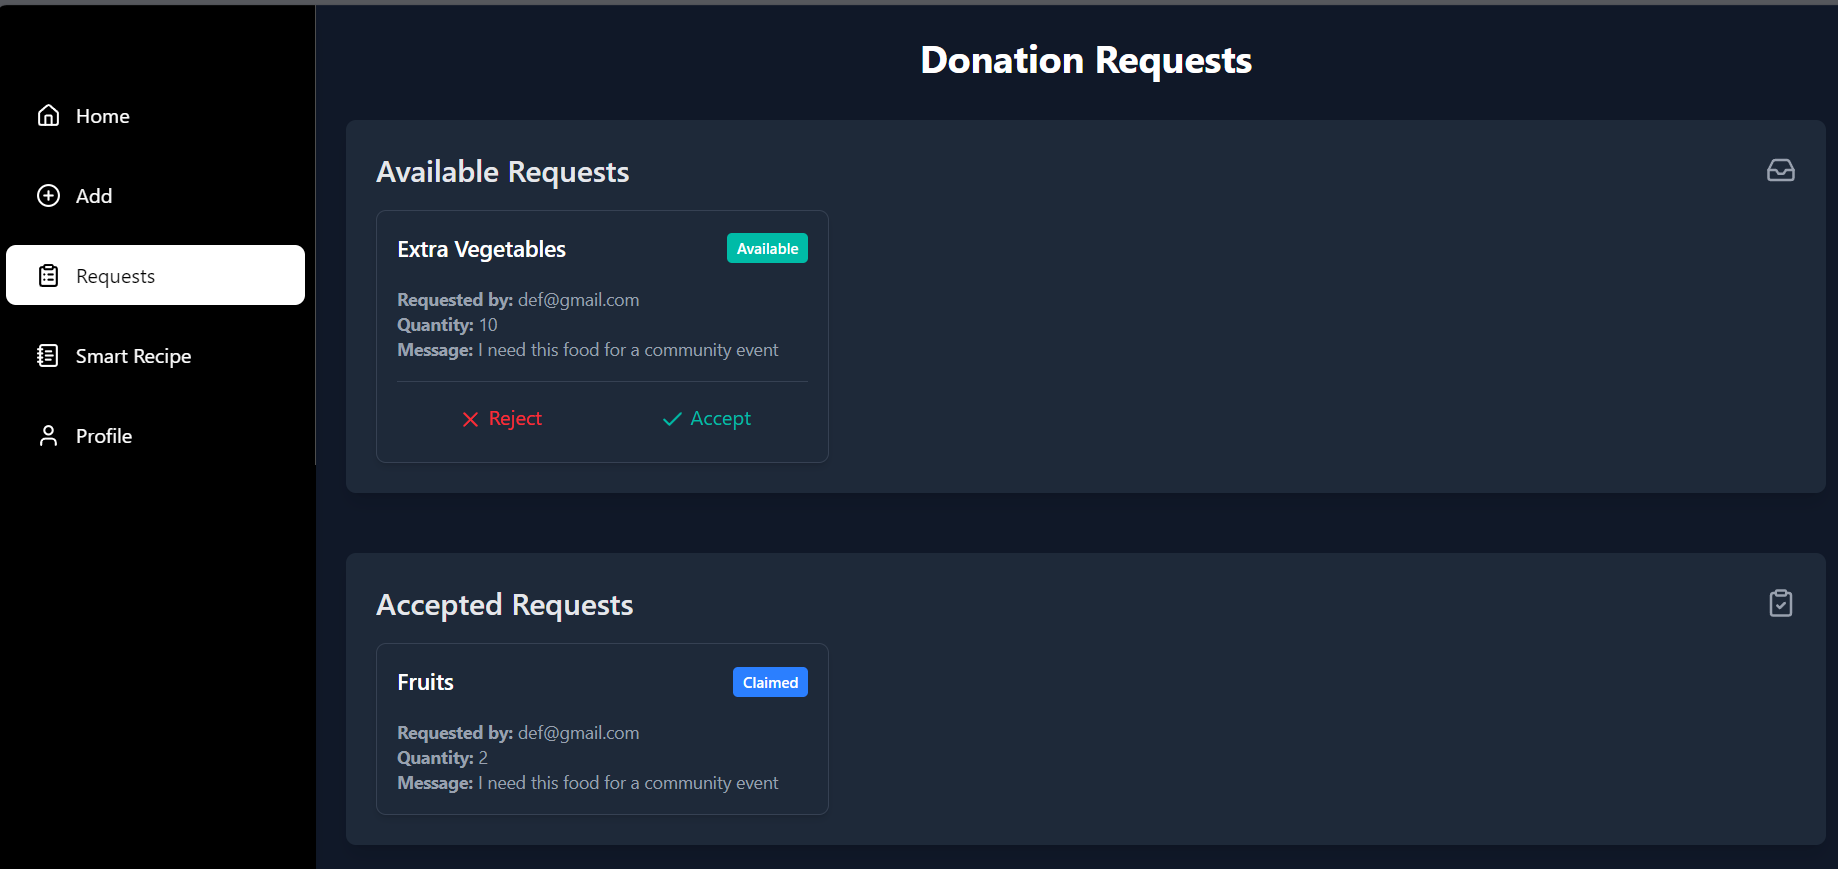 Home
Add
Requests
Smart Recipe
Profile
Donation Requests
Available Requests
Extra Vegetables
Available
Requested by: def@gmail.com
Quantity: 10
Message: I need this food for a community event
Reject
Accept
Accepted Requests
Fruits
Claimed
Requested by: def@gmail.com
Quantity: 2
Message: I need this food for a community event